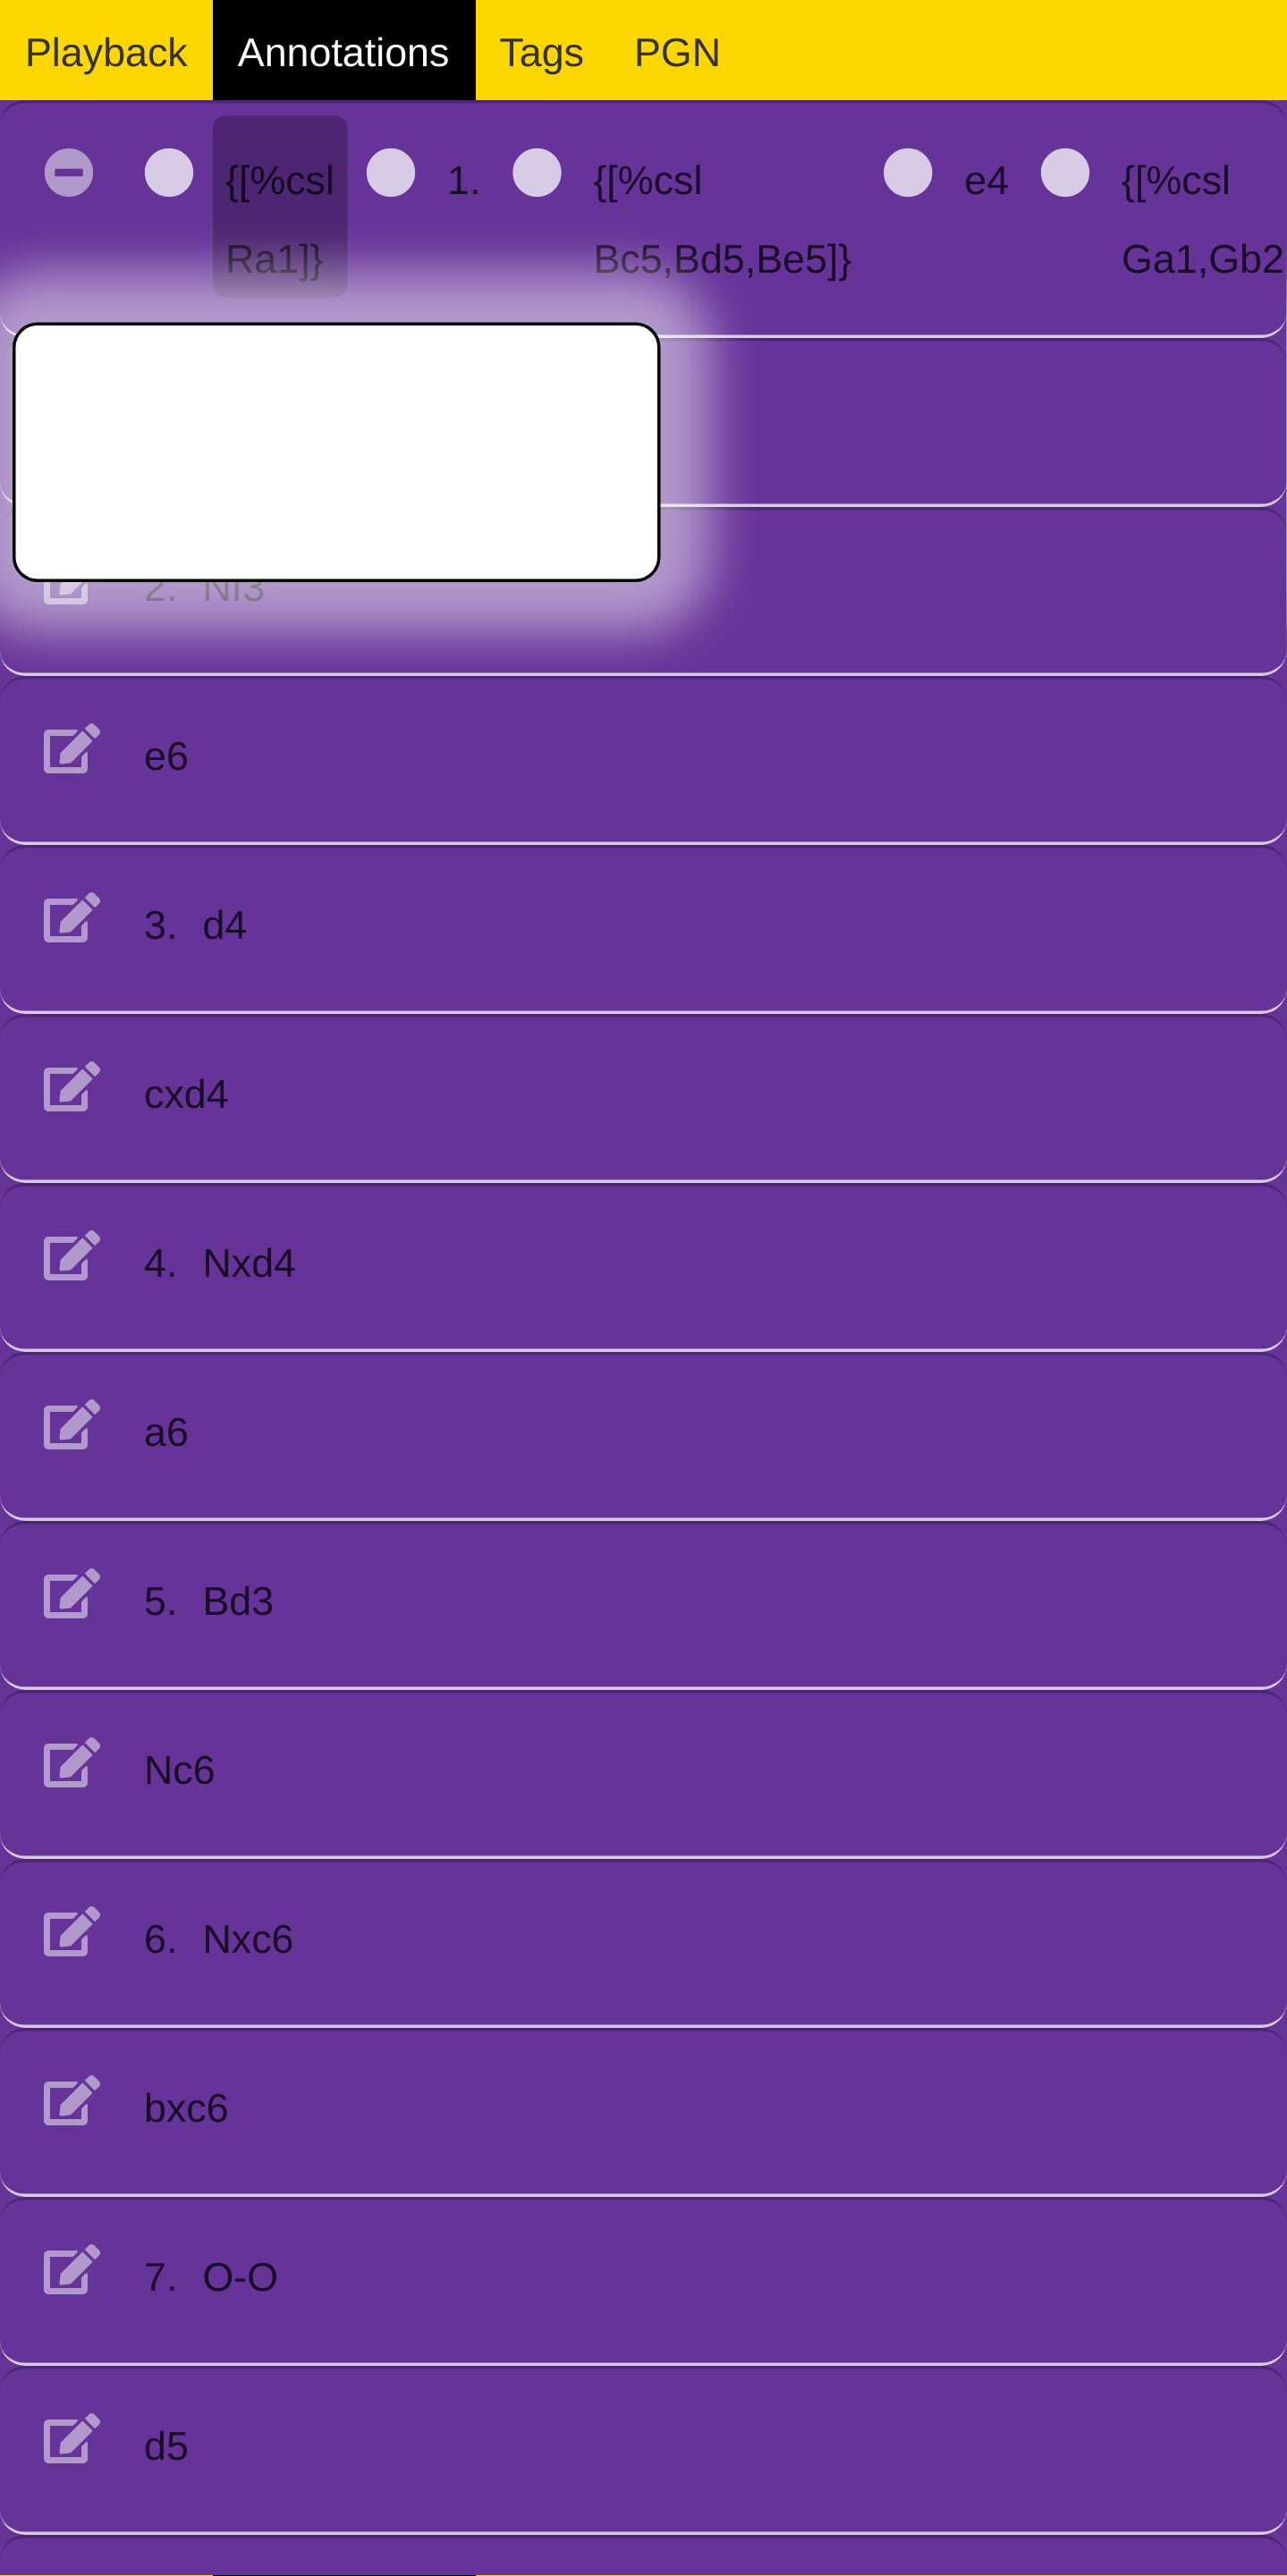 Playback Annotations Tags PGN
{[%csl 1. {[%csl e4 {[%csl
Ra1]} Bc5,Bd5,Be5]} Ga1,Gb2
2. Nf3
e6
3. d4
cxd4
4. Nxd4
a6
5. Bd3
Nc6
6. Nxc6
bxc6
7. O-O
d5